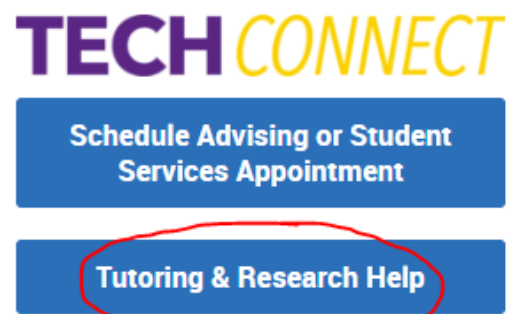 TECH CONNECT
Schedule Advising or Student
Services Appointment
Tutoring & Research Help